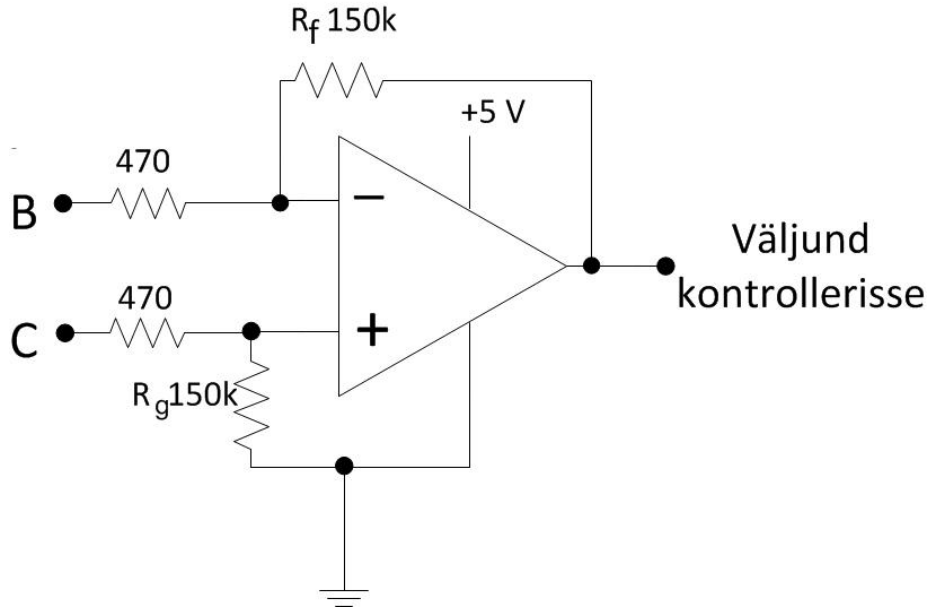 Rf 150k
+5 V
470
B
−
Väljund
kontrollerisse
470
C
+
Rg150k